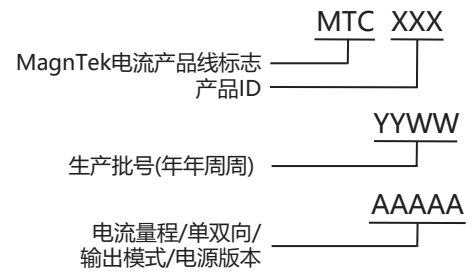 MTC XXX
MagnTek电流产品线标志
产品ID
YYWW
生产批号(年年周周)
AAAAA
电流量程/单双向/
输出模式/电源版本